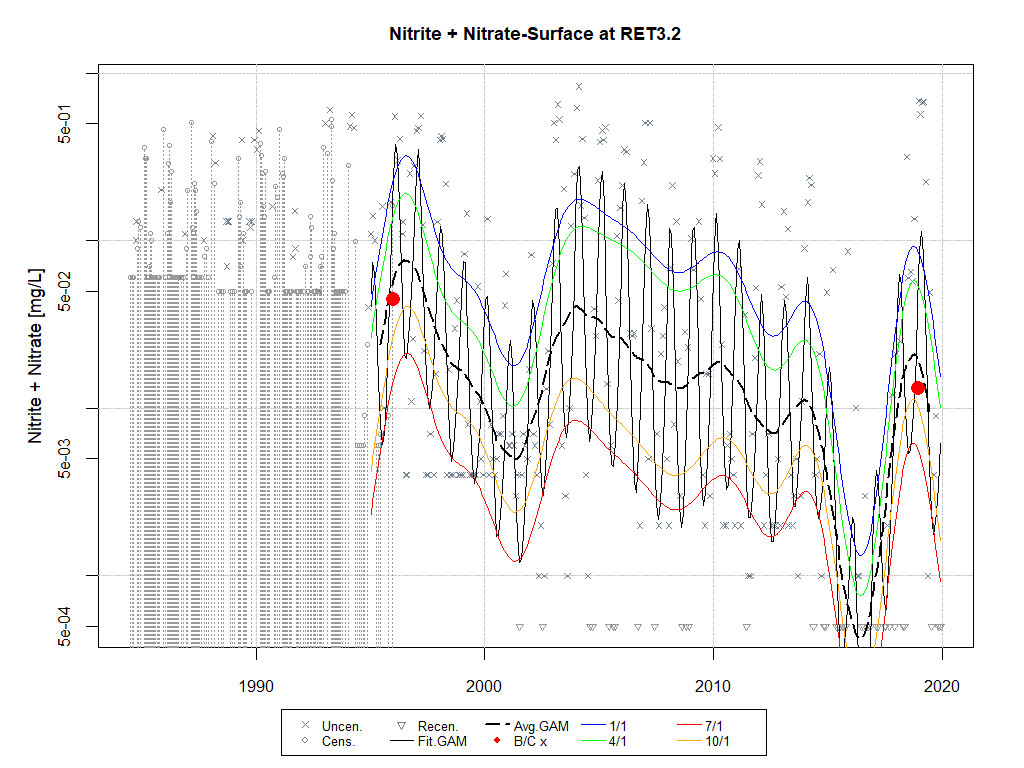 Nitrite + Nitrate-Surface at RET3.2
Nitrite + Nitrate [mg/L]
5e-01
5e-02
5e-03
5e-04
1990 2000 2010 2020
Uncen. Recen. Avg.GAM 1/1 7/1
Cens. Fit.GAM B/C x 4/1 10/1